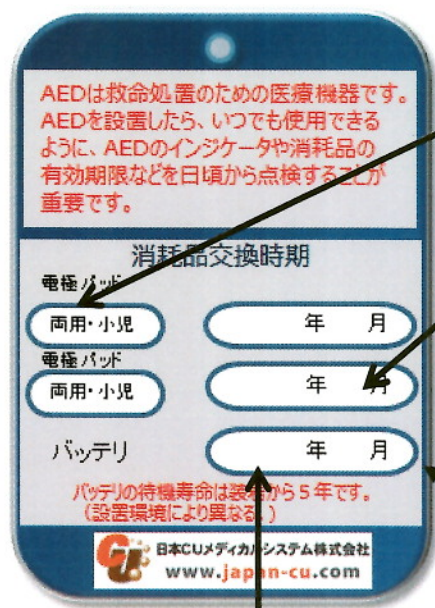 AEDは救命処置のための医療機器です。
AEDを設置したら、いつでも使用できる
ように、AEDのインジケータや消耗品の
有効期限などを日頃から点検することが
重要です。
消耗品交換時期
電極パッド
両用・小児 年 月
電極パッド
両用・小児 年 月
バッテリ 年 月
バッテリの待機寿命は装着から5年です。
(設置環境により異なる。)
CU 日本CUメディカルシステム株式会社
www.japan-cu.com